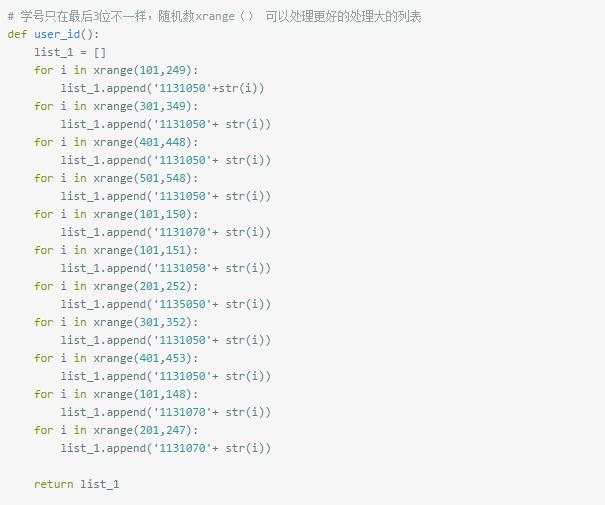 # 学号只在最后3位不一样，随机数xrange（） 可以处理更好的处理大的列表
def user_id():
    list_1 = []
    for i in xrange(101,249):
        list_1.append('1131050'+str(i))
    for i in xrange(301,349):
        list_1.append('1131050'+ str(i))
    for i in xrange(401,448):
        list_1.append('1131050'+ str(i))
    for i in xrange(501,548):
        list_1.append('1131050'+ str(i))
    for i in xrange(101,150):
        list_1.append('1131070'+ str(i))
    for i in xrange(101,151):
        list_1.append('1131050'+ str(i))
    for i in xrange(201,252):
        list_1.append('1135050'+ str(i))
    for i in xrange(301,352):
        list_1.append('1131050'+ str(i))
    for i in xrange(401,453):
        list_1.append('1131050'+ str(i))
    for i in xrange(101,148):
        list_1.append('1131070'+ str(i))
    for i in xrange(201,247):
        list_1.append('1131070'+ str(i))
    return list_1